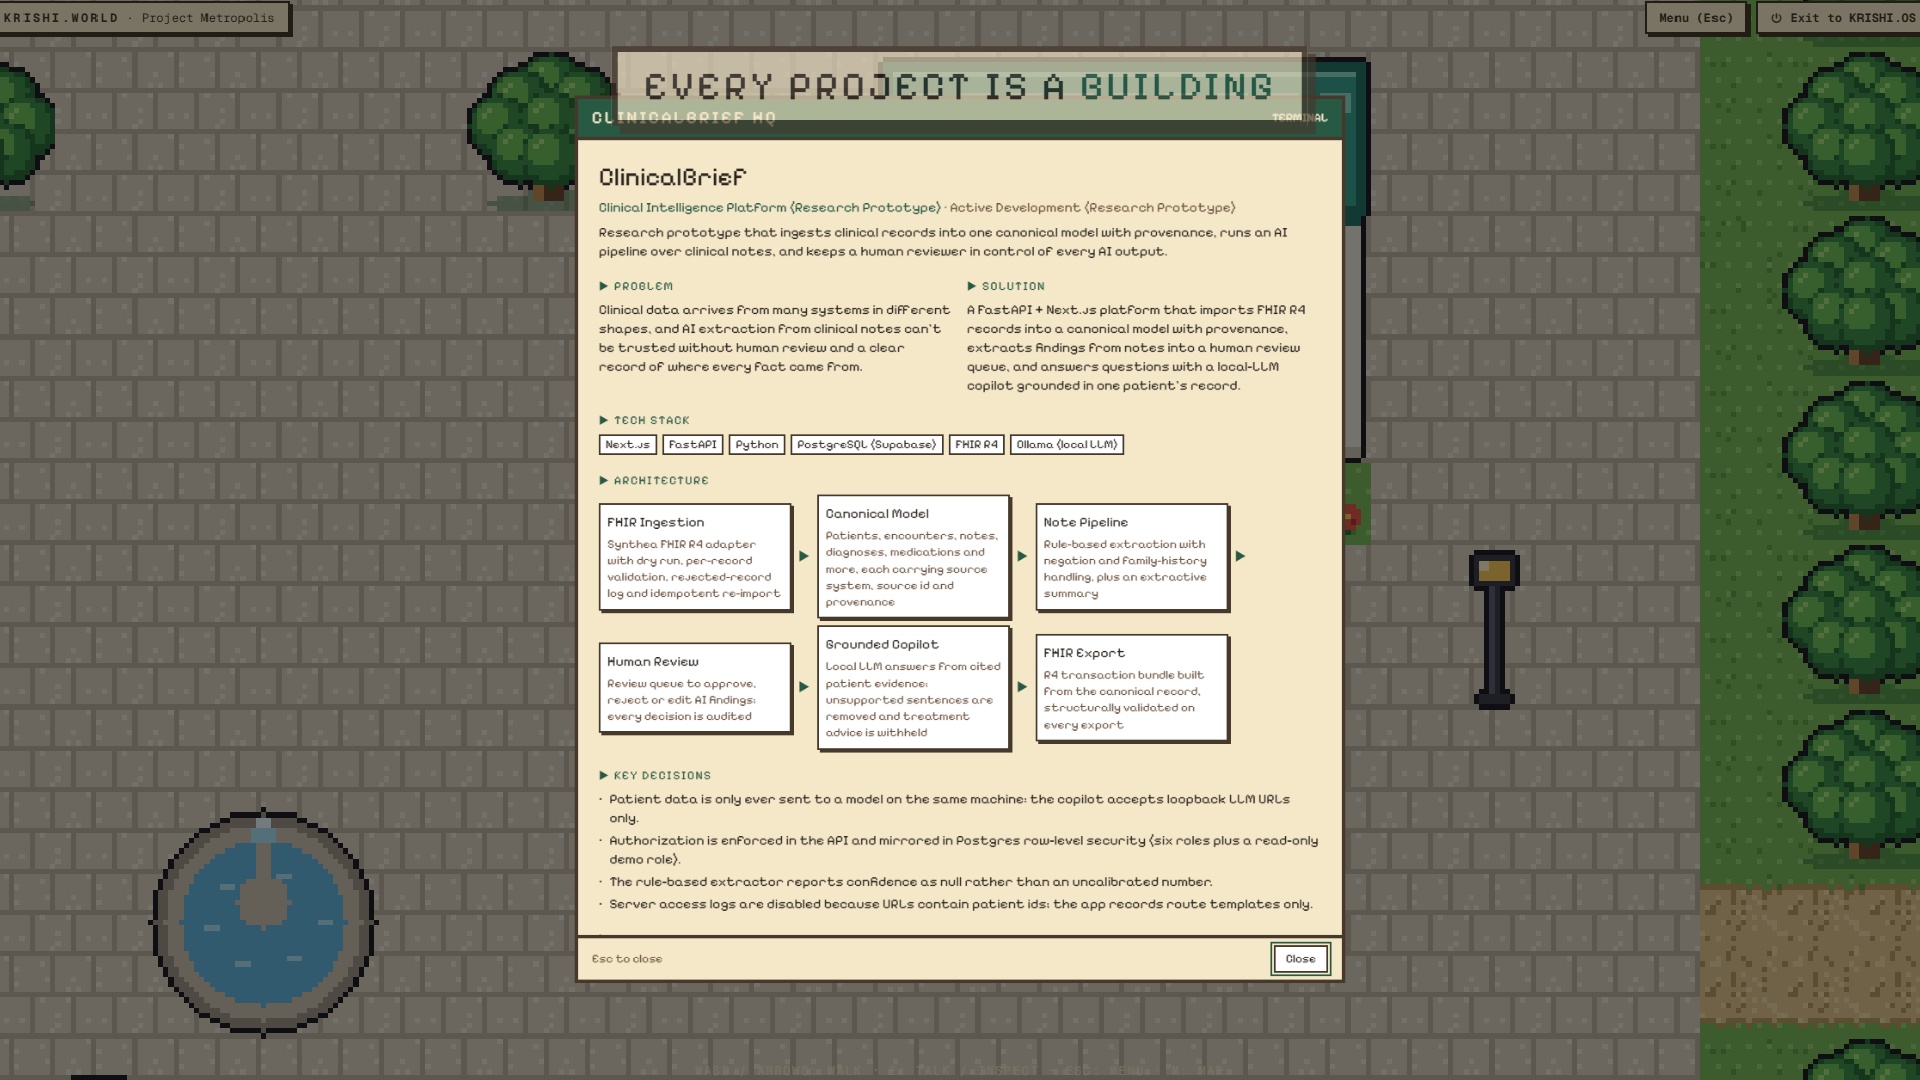 KRISHI.WORLD · Project Metropolis
Menu (Esc)
Exit to KRISHI.OS
EVERY PROJECT IS A BUILDING
CLINICALBRIEF HQ
TERMINAL
ClinicalBrief
Clinical Intelligence Platform (Research Prototype) · Active Development (Research Prototype)
Research prototype that ingests clinical records into one canonical model with provenance, runs an AI
pipeline over clinical notes, and keeps a human reviewer in control of every AI output.
▶ PROBLEM
Clinical data arrives from many systems in different
shapes, and AI extraction from clinical notes can't
be trusted without human review and a clear
record of where every fact came from.
▶ SOLUTION
A FastAPI + Next.js platform that imports FHIR R4
records into a canonical model with provenance,
extracts findings from notes into a human review
queue, and answers questions with a local-LLM
copilot grounded in one patient's record.
▶ TECH STACK
Next.js
FastAPI
Python
PostgreSQL (Supabase)
FHIR R4
Ollama (local LLM)
▶ ARCHITECTURE
FHIR Ingestion
Synthea FHIR R4 adapter
with dry run, per-record
validation, rejected-record
log and idempotent re-import
Canonical Model
Patients, encounters, notes,
diagnoses, medications and
more, each carrying source
system, source id and
provenance
Note Pipeline
Rule-based extraction with
negation and family-history
handling, plus an extractive
summary
Human Review
Review queue to approve,
reject or edit AI findings;
every decision is audited
Grounded Copilot
Local LLM answers from cited
patient evidence;
unsupported sentences are
removed and treatment
advice is withheld
FHIR Export
R4 transaction bundle built
from the canonical record,
structurally validated on
every export
▶ KEY DECISIONS
· Patient data is only ever sent to a model on the same machine: the copilot accepts loopback LLM URLs
only.
· Authorization is enforced in the API and mirrored in Postgres row-level security (six roles plus a read-only
demo role).
· The rule-based extractor reports confidence as null rather than an uncalibrated number.
· Server access logs are disabled because URLs contain patient ids; the app records route templates only.
Esc to close
Close